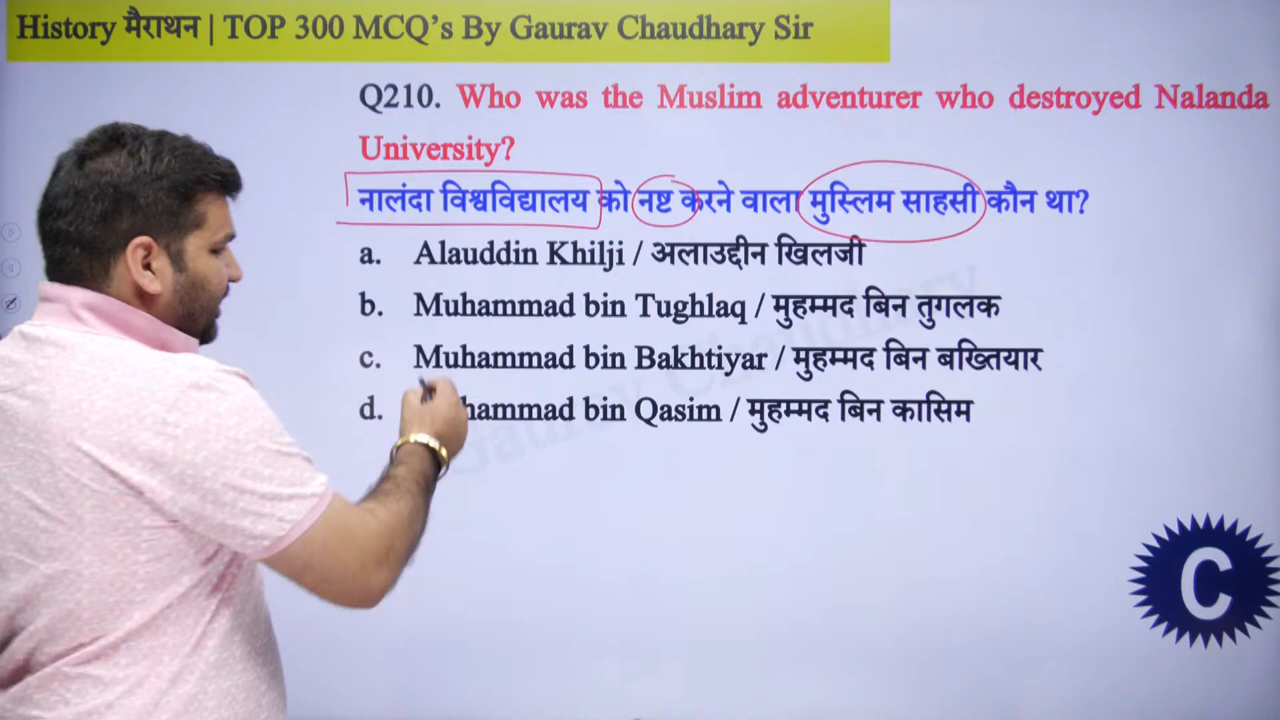 History मैराथन | TOP 300 MCQ’s By Gaurav Chaudhary Sir
Q210. Who was the Muslim adventurer who destroyed Nalanda
University?
नालंदा विश्वविद्यालय को नष्ट करने वाला मुस्लिम साहसी कौन था?
a. Alauddin Khilji / अलाउद्दीन खिलजी
b. Muhammad bin Tughlaq / मुहम्मद बिन तुगलक
c. Muhammad bin Bakhtiyar / मुहम्मद बिन बख्तियार
d. hammad bin Qasim / मुहम्मद बिन कासिम
Gaurav Chaudhary
C